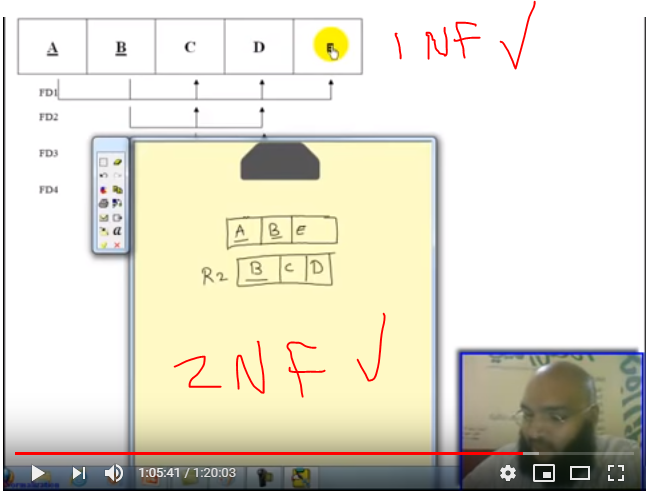 A B C D E
1 NF ✓
FD1
FD2
FD3
FD4
A B E
R2 B C D
2NF ✓
1:05:41 / 1:20:03